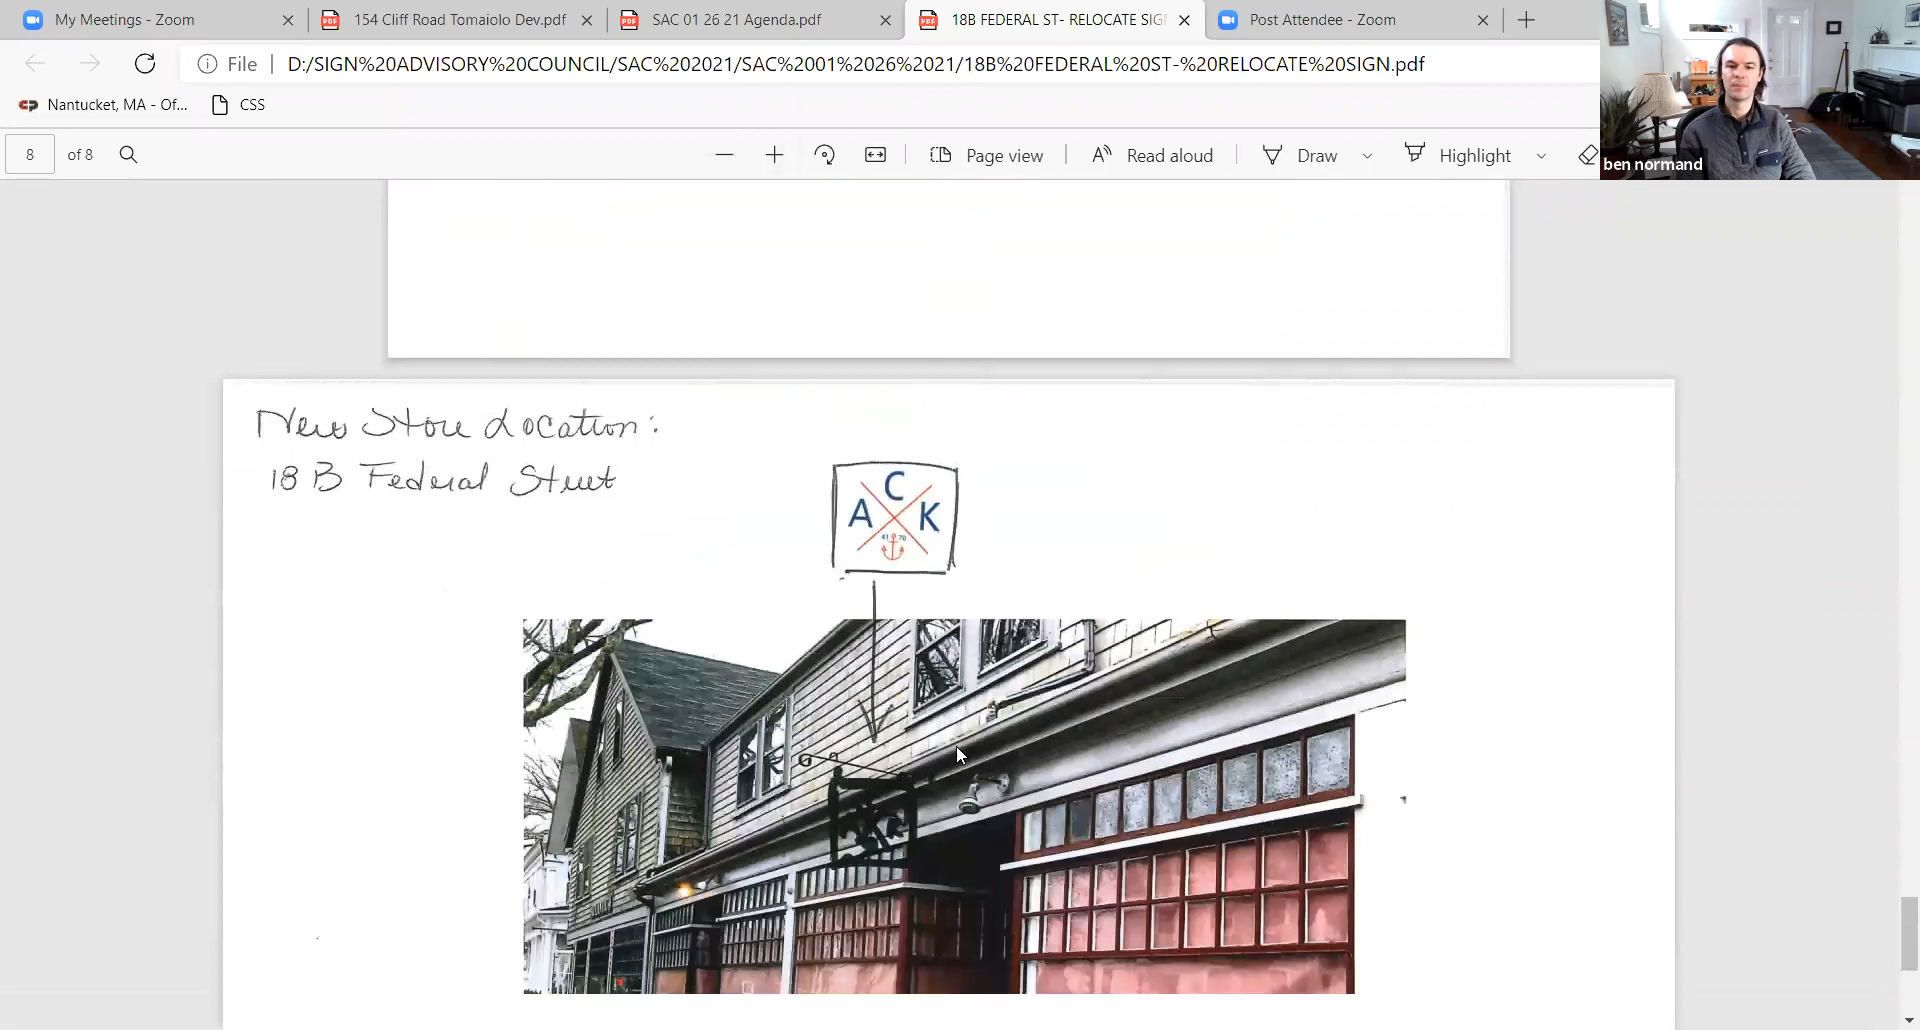 My Meetings - Zoom
154 Cliff Road Tomaiolo Dev.pdf
SAC 01 26 21 Agenda.pdf
18B FEDERAL ST- RELOCATE SIG
Post Attendee - Zoom
File
D:/SIGN%20ADVISORY%20COUNCIL/SAC%202021/SAC%2001%2026%2021/18B%20FEDERAL%20ST-%20RELOCATE%20SIGN.pdf
Nantucket, MA - Of...
CSS
8 of 8
Page view
Read aloud
Draw
Highlight
ben normand
New Store Location:
18 B Federal Street
C
A K
41 70